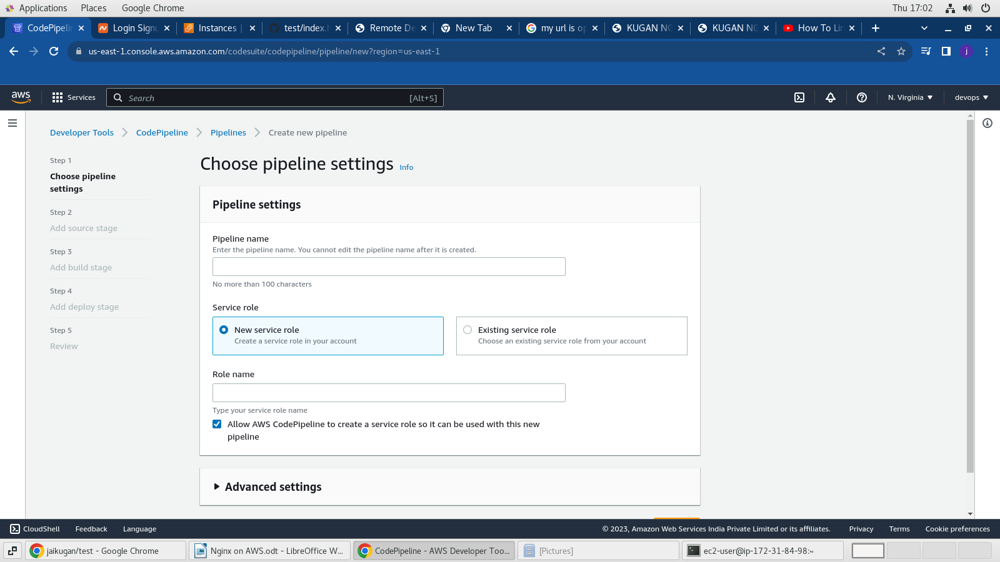 Applications Places Google Chrome Thu 17:02
CodePipelin Login Signu Instances | test/index.h Remote De New Tab my url is op KUGAN NG KUGAN NG How To Lin
us-east-1.console.aws.amazon.com/codesuite/codepipeline/pipeline/new?region=us-east-1 j
aws Services Search [Alt+S] N. Virginia devops
Developer Tools CodePipeline Pipelines Create new pipeline
Step 1
Choose pipeline
settings
Step 2
Add source stage
Step 3
Add build stage
Step 4
Add deploy stage
Step 5
Review
Choose pipeline settings Info
Pipeline settings
Pipeline name
Enter the pipeline name. You cannot edit the pipeline name after it is created.
No more than 100 characters
Service role
New service role
Create a service role in your account
Existing service role
Choose an existing service role from your account
Role name
Type your service role name
Allow AWS CodePipeline to create a service role so it can be used with this new
pipeline
Advanced settings
CloudShell Feedback Language © 2023, Amazon Web Services India Private Limited or its affiliates. Privacy Terms Cookie preferences
jaikugan/test - Google Chrome Nginx on AWS.odt - LibreOffice W... CodePipeline - AWS Developer Too... [Pictures] ec2-user@ip-172-31-84-98:~